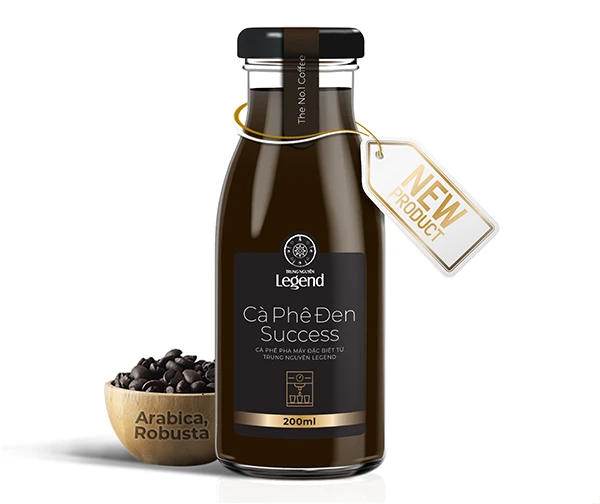 The No.1 Coffee
NEW
PRODUCT
TRUNG NGUYÊN
Legend
Cà Phê Đen
Success
CÀ PHÊ PHA MÁY ĐẶC BIỆT TỪ
TRUNG NGUYÊN LEGEND
200ml
Arabica,
Robusta